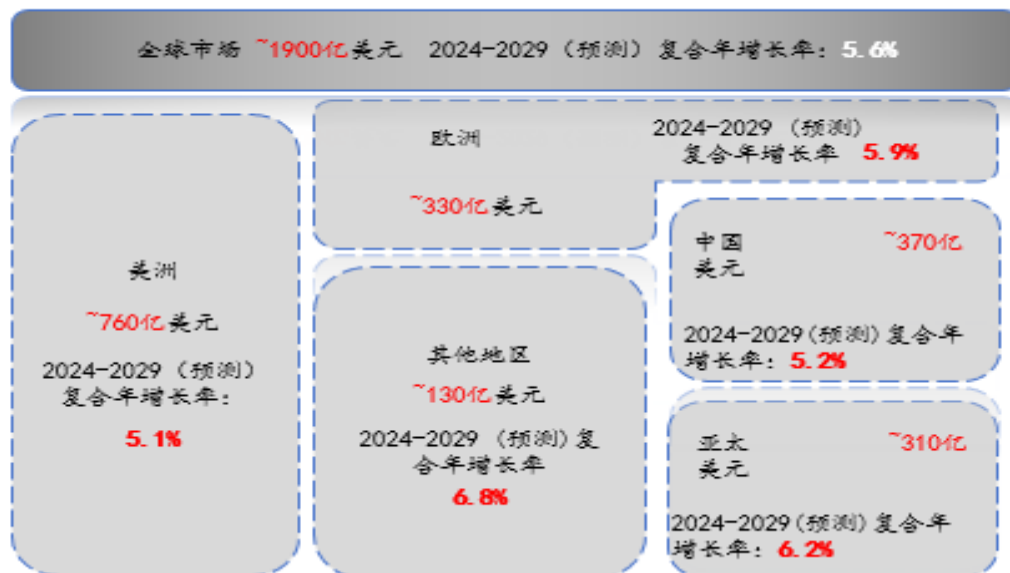 全球市场 ~1900亿美元 2024-2029 (预测) 复合年增长率: 5.6%
美洲
~760亿美元
2024-2029 (预测)
复合年增长率:
5.1%
欧洲
~330亿美元
2024-2029 (预测)
复合年增长率 5.9%
其他地区
~130亿美元
2024-2029 (预测)复
合年增长率
6.8%
中国 ~370亿
美元
2024-2029(预测)复合年
增长率: 5.2%
亚太 ~310亿
美元
2024-2029(预测)复合年
增长率: 6.2%